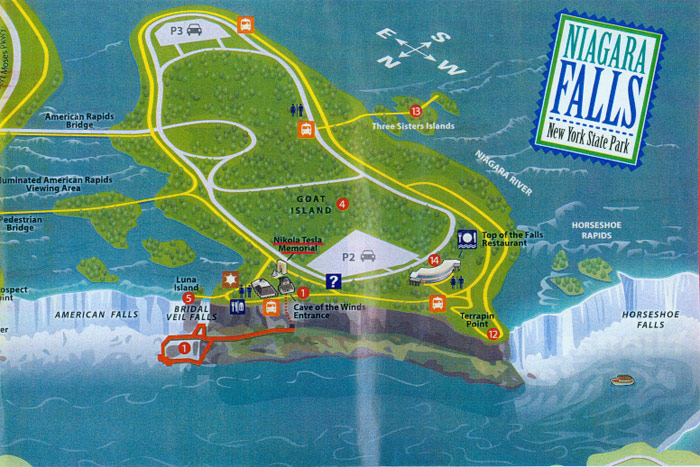 P3
E
S
N
W
NIAGARA
FALLS
New York State Park
Moses Pkwy
American Rapids
Bridge
13
Three Sisters Islands
NIAGARA RIVER
Illuminated American Rapids
Viewing Area
Pedestrian
Bridge
GOAT
ISLAND
4
Nikola Tesla
Memorial
P2
Top of the Falls
Restaurant
HORSESHOE
RAPIDS
14
?
Luna
Island
5
BRIDAL
VEIL FALLS
1
Cave of the Winds
Entrance
AMERICAN FALLS
Terrapin
Point
12
HORSESHOE
FALLS
1